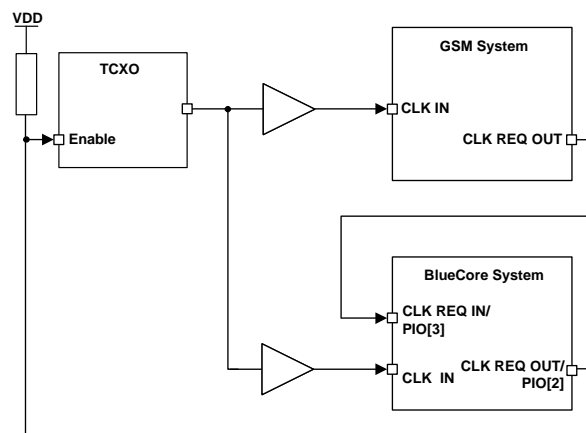 VDD
TCXO
Enable
GSM System
CLK IN
CLK REQ OUT
BlueCore System
CLK REQ IN/
PIO[3]
CLK REQ OUT/
PIO[2]
CLK IN